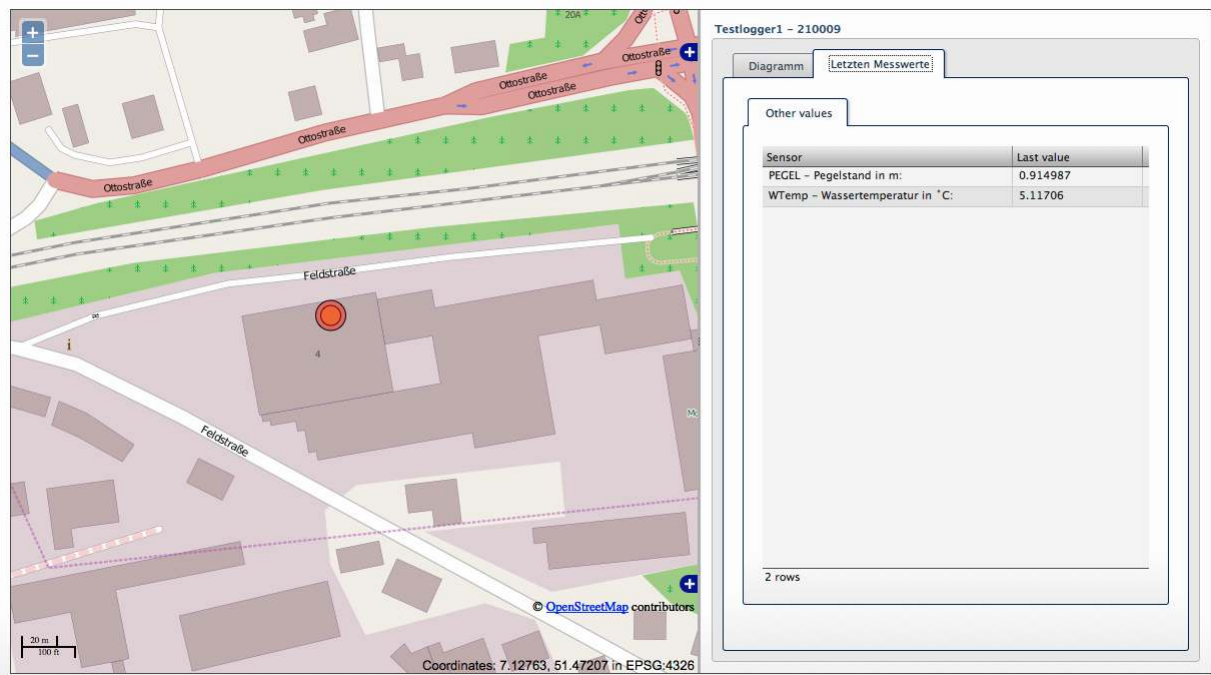 +
−
20A
Ottostraße
Ottostraße
Ottostraße
Ottostraße
Ottostraße
Feldstraße
4
i
Feldstraße
© OpenStreetMap contributors
20 m
100 ft
Coordinates: 7.12763, 51.47207 in EPSG:4326
Testlogger1 – 210009
Diagramm Letzten Messwerte
Other values
Sensor Last value
PEGEL – Pegelstand in m: 0.914987
WTemp – Wassertemperatur in ˚C: 5.11706
2 rows